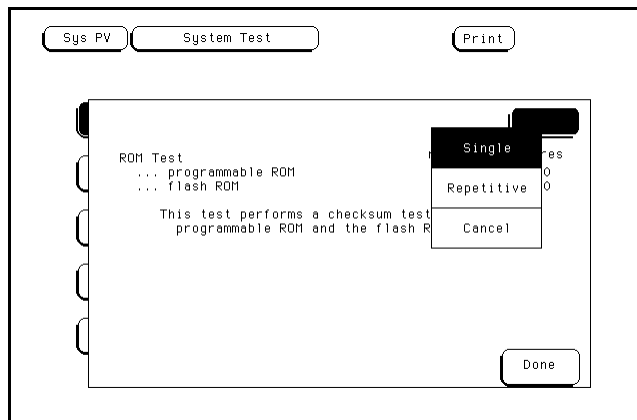 Sys PV System Test Print
Single
ROM Test res
... programmable ROM 0
Repetitive
... flash ROM 0
This test performs a checksum test
programmable ROM and the flash R
Cancel
Done